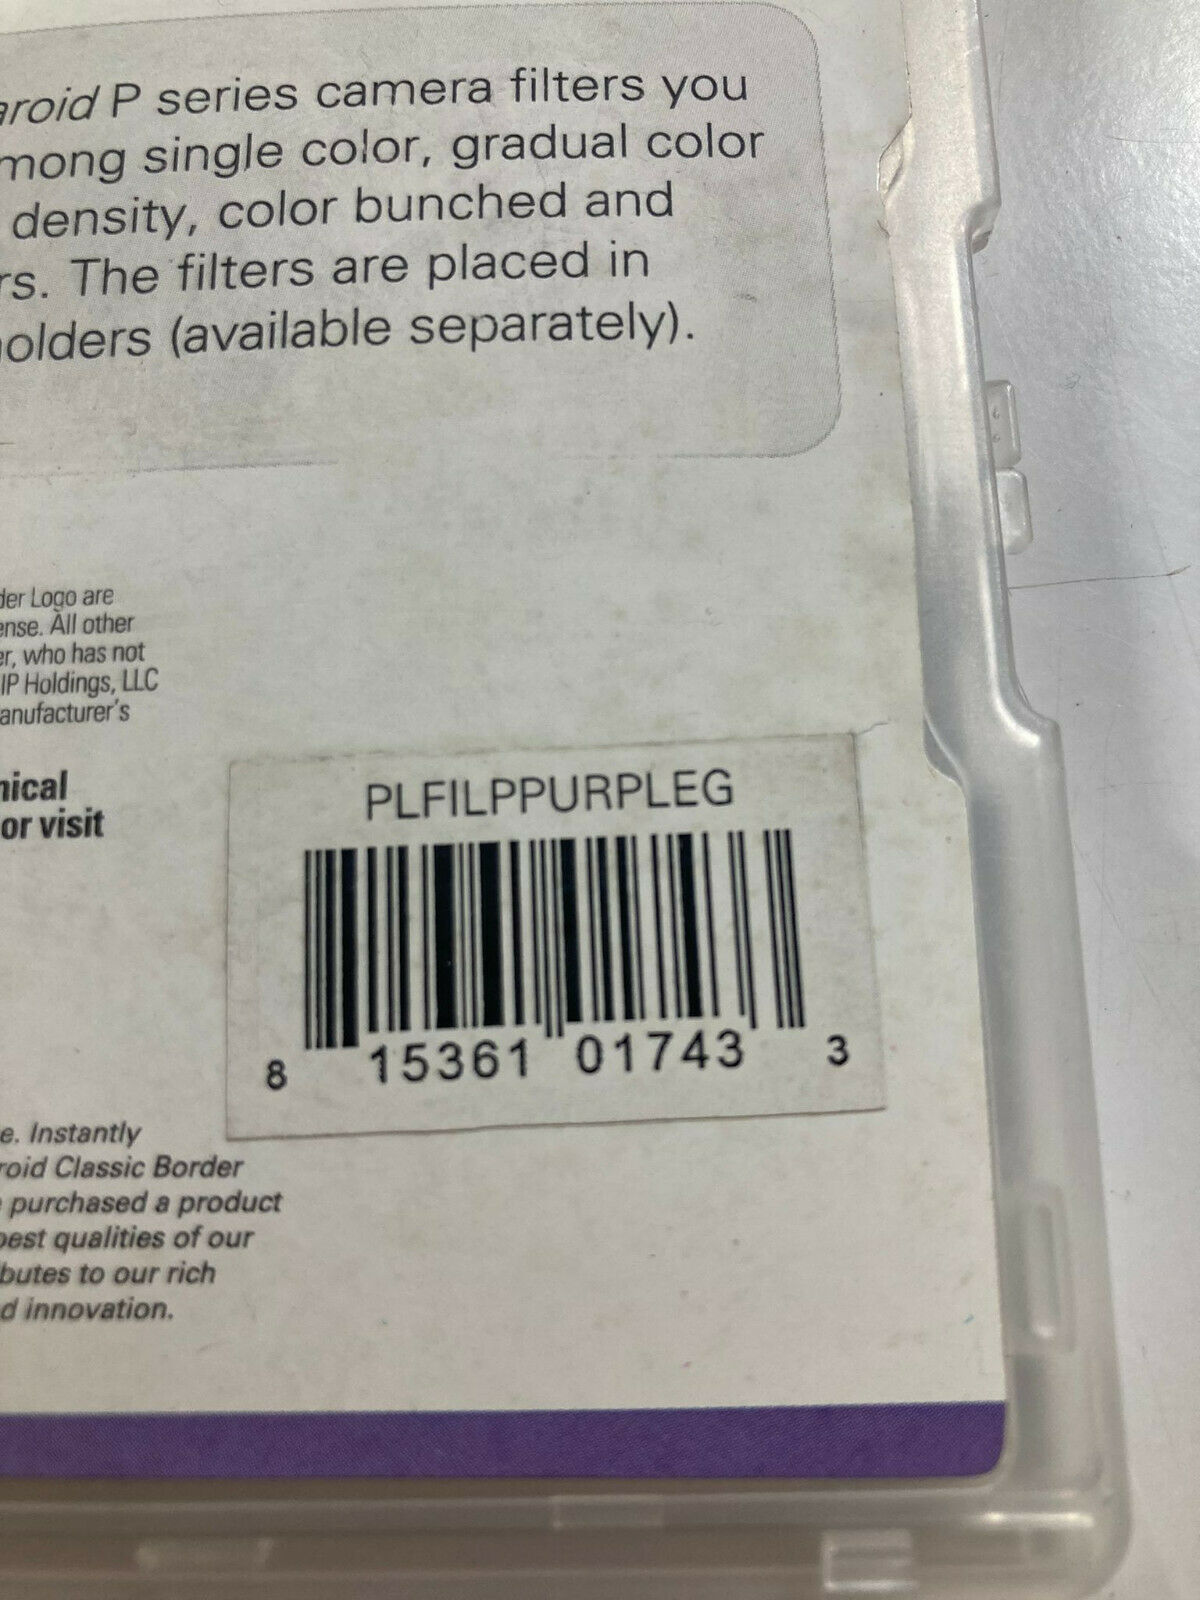 aroid P series camera filters you
mong single color, gradual color
density, color bunched and
rs. The filters are placed in
olders (available separately).
der Logo are
ense. All other
er, who has not
IP Holdings, LLC
anufacturer's
nical
or visit
PLFILPPURPLEG
8 15361 01743 3
e. Instantly
roid Classic Border
purchased a product
best qualities of our
butes to our rich
d innovation.